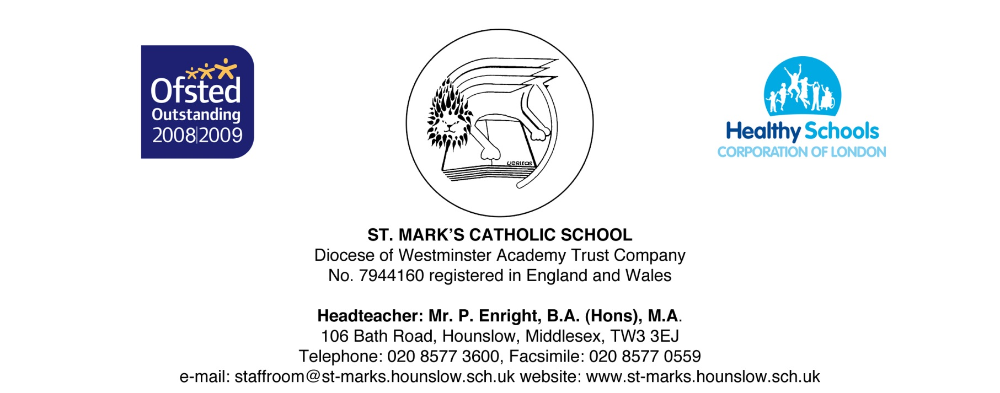 Ofsted
Outstanding
2008|2009
veritas
Healthy Schools
CORPORATION OF LONDON
ST. MARK’S CATHOLIC SCHOOL
Diocese of Westminster Academy Trust Company
No. 7944160 registered in England and Wales
Headteacher: Mr. P. Enright, B.A. (Hons), M.A.
106 Bath Road, Hounslow, Middlesex, TW3 3EJ
Telephone: 020 8577 3600, Facsimile: 020 8577 0559
e-mail: staffroom@st-marks.hounslow.sch.uk website: www.st-marks.hounslow.sch.uk